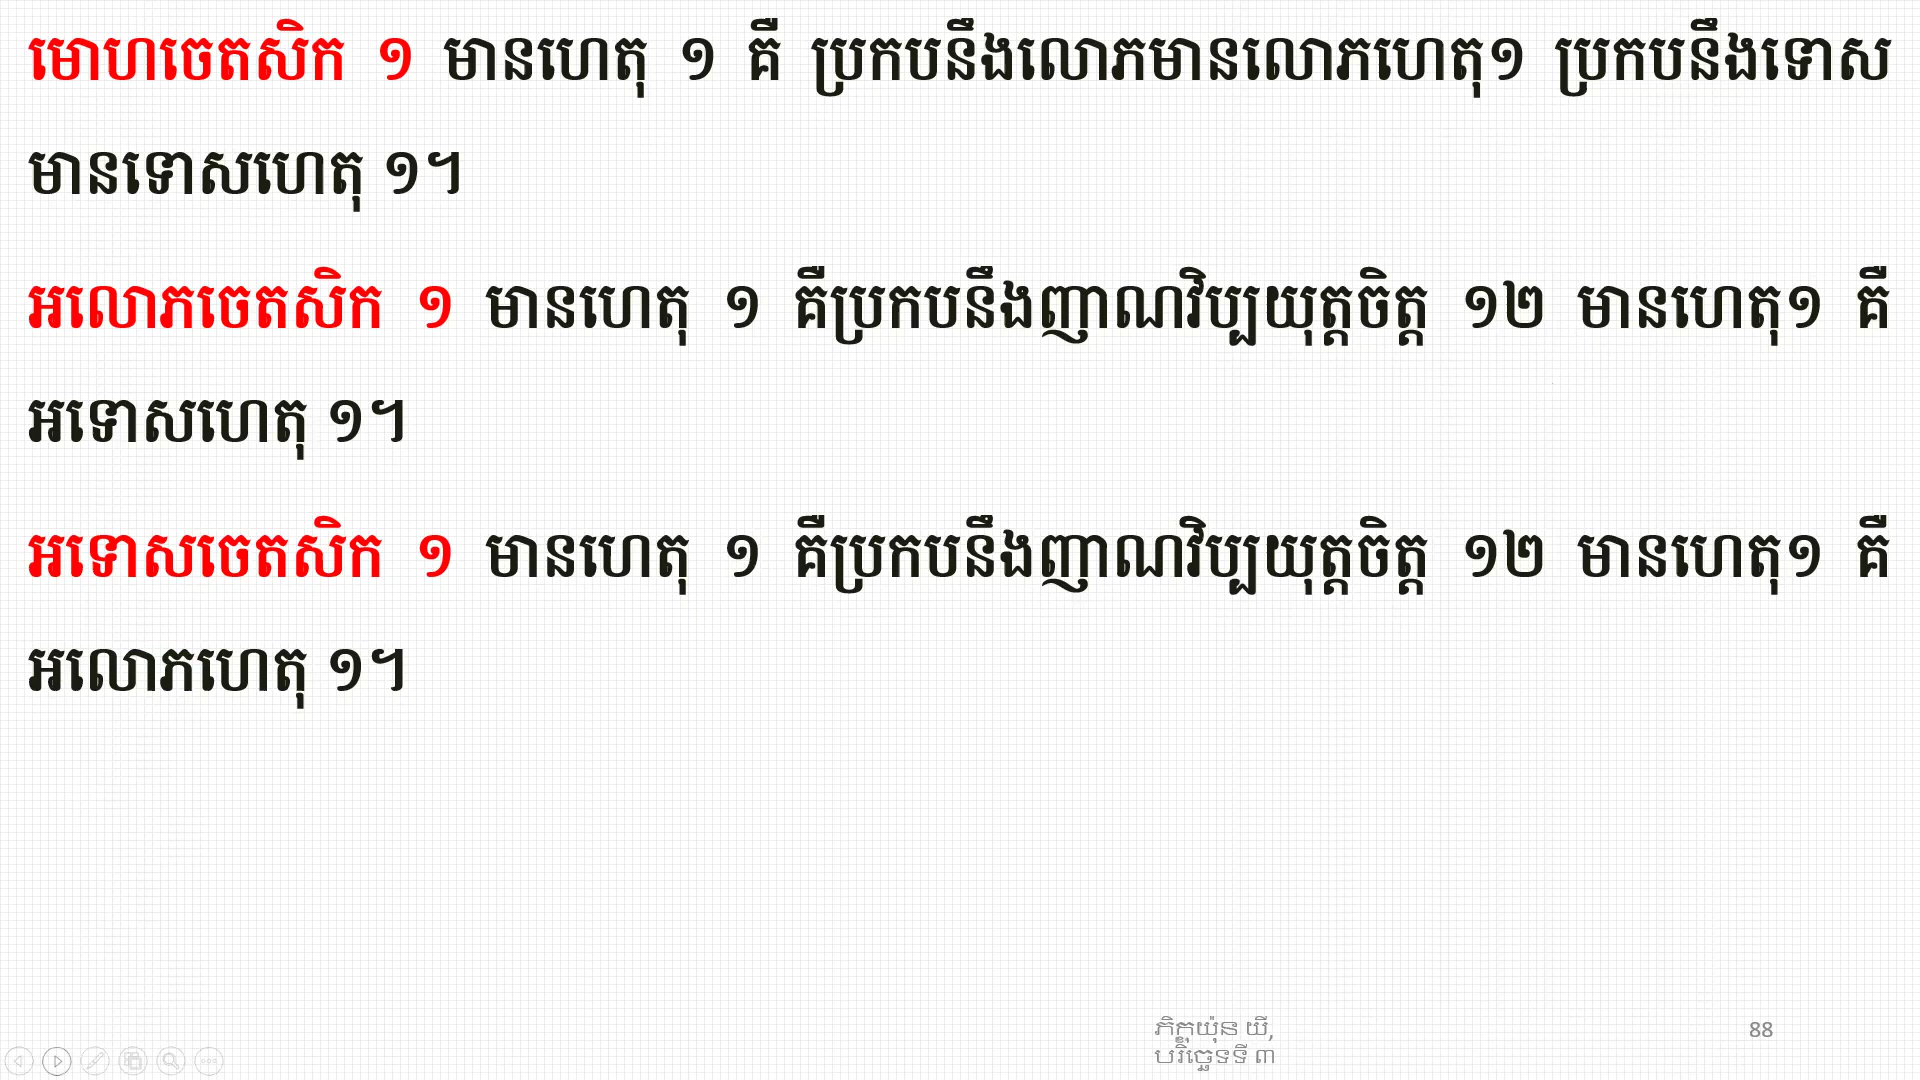 មោហចេតសិក ១ មានហេតុ ១ គឺ ប្រកបនឹងលោភមានលោភហេតុ១ ប្រកបនឹងទោស
មានទោសហេតុ ១។
អលោភចេតសិក ១ មានហេតុ ១ គឺប្រកបនឹងញាណវិប្បយុត្តចិត្ត ១២ មានហេតុ១ គឺ
អទោសហេតុ ១។
អទោសចេតសិក ១ មានហេតុ ១ គឺប្រកបនឹងញាណវិប្បយុត្តចិត្ត ១២ មានហេតុ១ គឺ
អលោភហេតុ ១។
ភិក្ខុយ៉ុន យី,
បរិច្ឆេទទី ៣
88